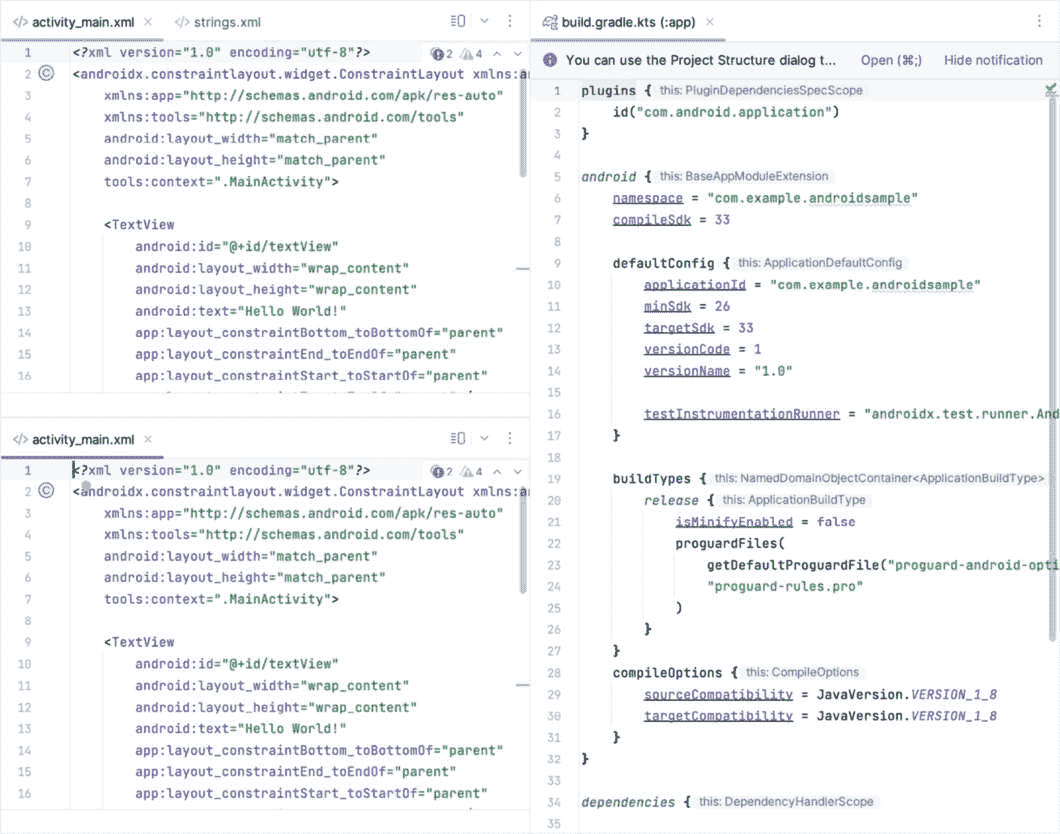 activity_main.xml
strings.xml
2 4
1 <?xml version="1.0" encoding="utf-8"?>
2 <androidx.constraintlayout.widget.ConstraintLayout xmlns:a
3 xmlns:app="http://schemas.android.com/apk/res-auto"
4 xmlns:tools="http://schemas.android.com/tools"
5 android:layout_width="match_parent"
6 android:layout_height="match_parent"
7 tools:context=".MainActivity">
8
9 <TextView
10 android:id="@+id/textView"
11 android:layout_width="wrap_content"
12 android:layout_height="wrap_content"
13 android:text="Hello World!"
14 app:layout_constraintBottom_toBottomOf="parent"
15 app:layout_constraintEnd_toEndOf="parent"
16 app:layout_constraintStart_toStartOf="parent"
activity_main.xml
2 4
1 <?xml version="1.0" encoding="utf-8"?>
2 <androidx.constraintlayout.widget.ConstraintLayout xmlns:a
3 xmlns:app="http://schemas.android.com/apk/res-auto"
4 xmlns:tools="http://schemas.android.com/tools"
5 android:layout_width="match_parent"
6 android:layout_height="match_parent"
7 tools:context=".MainActivity">
8
9 <TextView
10 android:id="@+id/textView"
11 android:layout_width="wrap_content"
12 android:layout_height="wrap_content"
13 android:text="Hello World!"
14 app:layout_constraintBottom_toBottomOf="parent"
15 app:layout_constraintEnd_toEndOf="parent"
16 app:layout_constraintStart_toStartOf="parent"
build.gradle.kts (:app)
You can use the Project Structure dialog t... Open (⌘;) Hide notification
1 plugins { this: PluginDependenciesSpecScope
2 id("com.android.application")
3 }
4
5 android { this: BaseAppModuleExtension
6 namespace = "com.example.androidsample"
7 compileSdk = 33
8
9 defaultConfig { this: ApplicationDefaultConfig
10 applicationId = "com.example.androidsample"
11 minSdk = 26
12 targetSdk = 33
13 versionCode = 1
14 versionName = "1.0"
15
16 testInstrumentationRunner = "androidx.test.runner.And
17 }
18
19 buildTypes { this: NamedDomainObjectContainer<ApplicationBuildType>
20 release { this: ApplicationBuildType
21 isMinifyEnabled = false
22 proguardFiles(
23 getDefaultProguardFile("proguard-android-opti
24 "proguard-rules.pro"
25 )
26 }
27 }
28 compileOptions { this: CompileOptions
29 sourceCompatibility = JavaVersion.VERSION_1_8
30 targetCompatibility = JavaVersion.VERSION_1_8
31 }
32 }
33
34 dependencies { this: DependencyHandlerScope
35